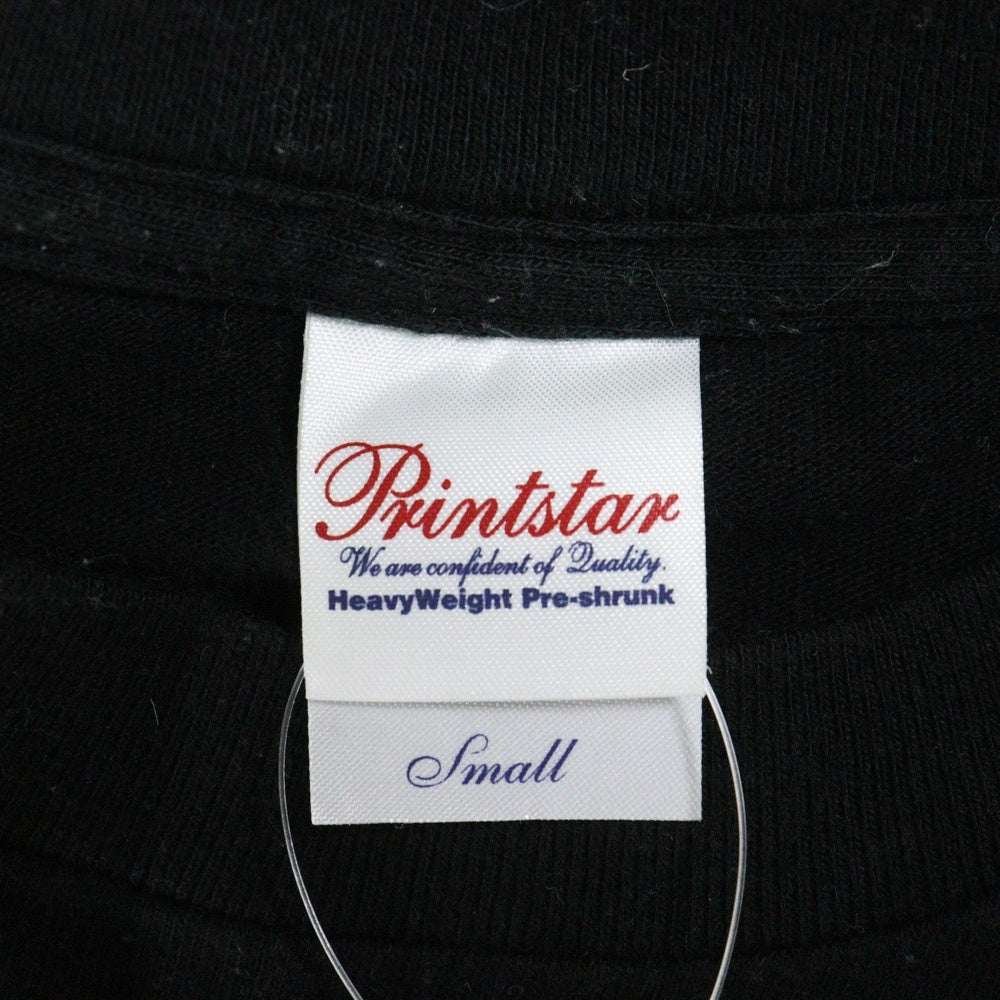 Printstar
We are confident of Quality.
HeavyWeight Pre-shrunk
Small